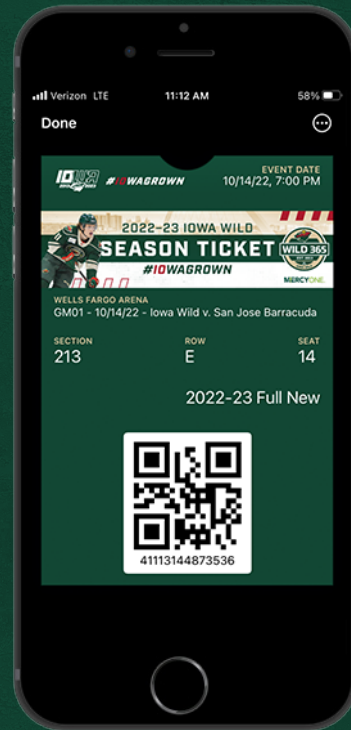 Verizon LTE 11:12 AM 58%
Done
IOWA #IOWAGROWN
EVENT DATE
10/14/22, 7:00 PM
2022-23 IOWA WILD
SEASON TICKET
#IOWAGROWN
WILD 365
MERCYONE.
WELLS FARGO ARENA
GM01 - 10/14/22 - Iowa Wild v. San Jose Barracuda
SECTION ROW SEAT
213 E 14
2022-23 Full New
41113144873536